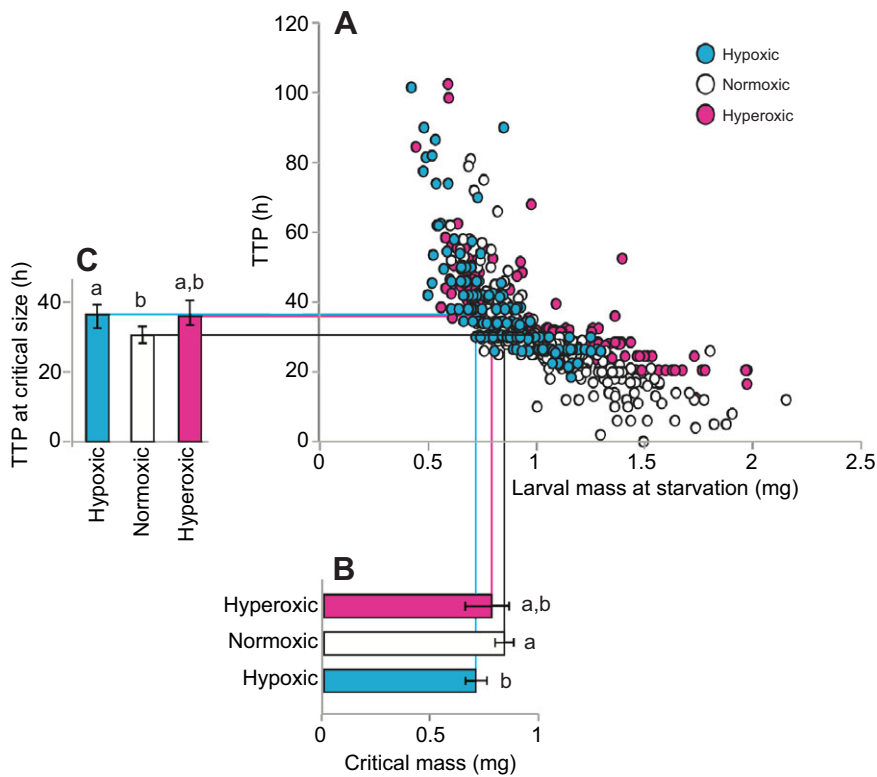 A
120
100
80
60
40
20
0
TTP (h)
Hypoxic
Normoxic
Hyperoxic
0 0.5 1 1.5 2 2.5
Larval mass at starvation (mg)
C
a b a,b
40
20
0
TTP at critical size (h)
Hypoxic
Normoxic
Hyperoxic
B
Hyperoxic a,b
Normoxic a
Hypoxic b
0 0.5 1
Critical mass (mg)